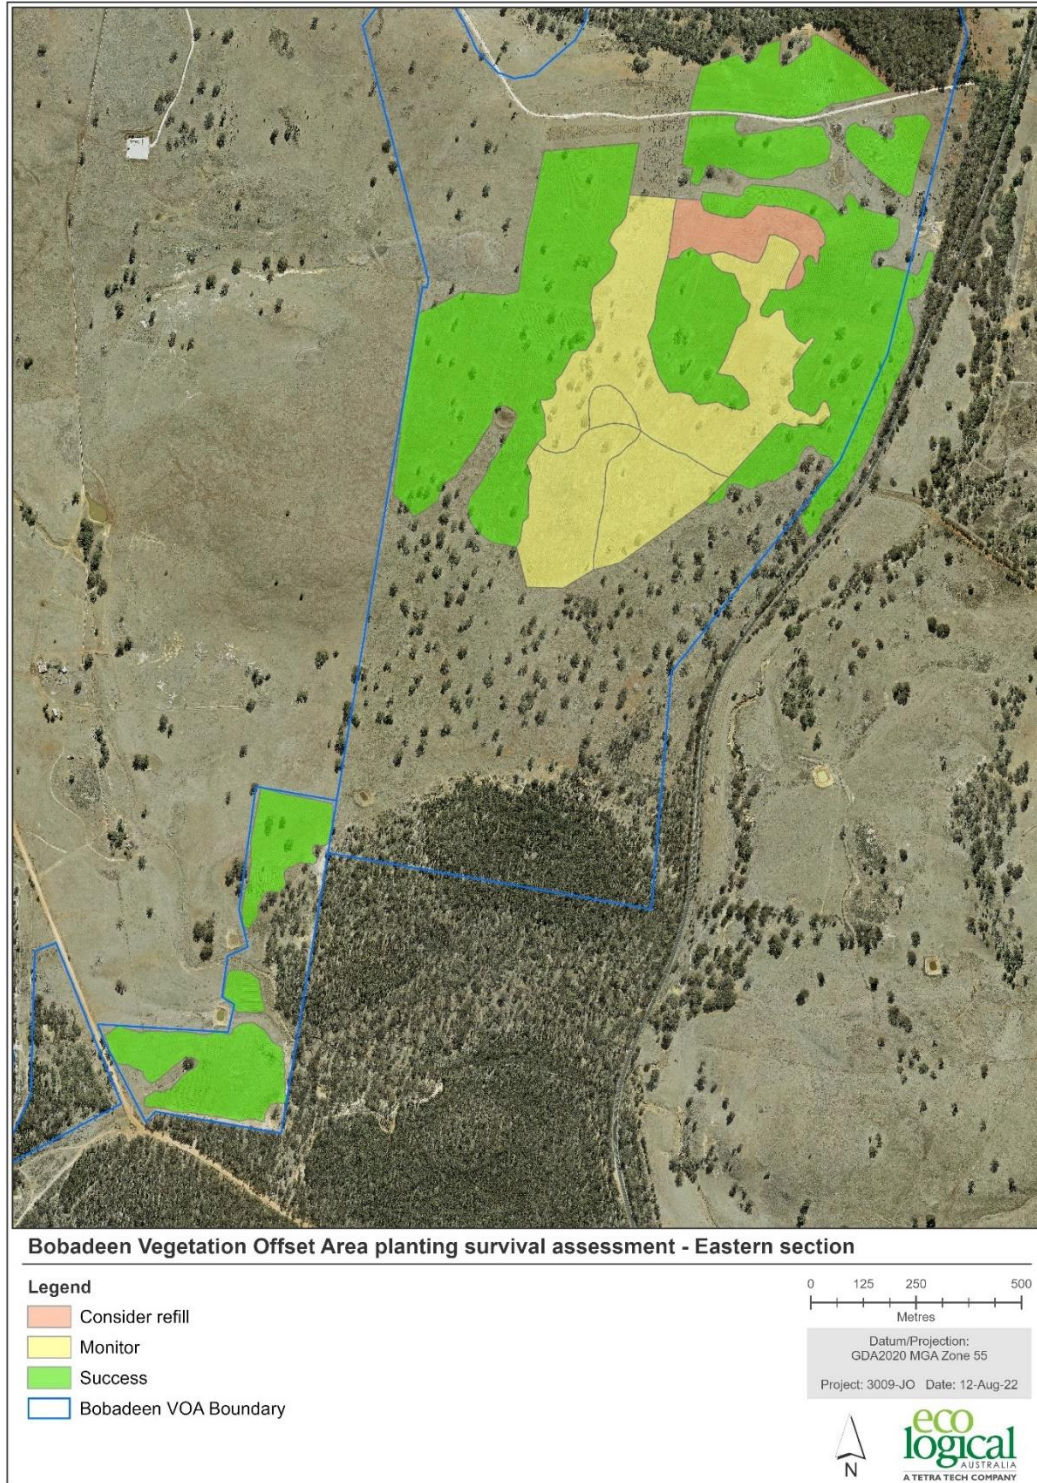 Bobadeen Vegetation Offset Area planting survival assessment - Eastern section
Legend
Consider refill
Monitor
Success
Bobadeen VOA Boundary
0 125 250 500
Metres
Datum/Projection:
GDA2020 MGA Zone 55
Project: 3009-JO Date: 12-Aug-22
N
eco
logical
AUSTRALIA
A TETRA TECH COMPANY